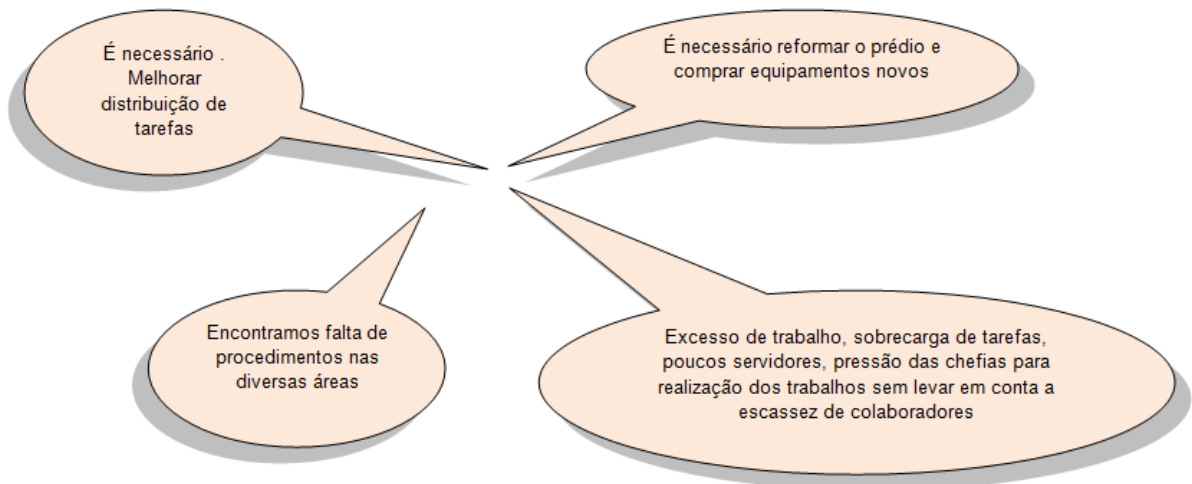 É necessário .
Melhorar
distribuição de
tarefas
É necessário reformar o prédio e
comprar equipamentos novos
Encontramos falta de
procedimentos nas
diversas áreas
Excesso de trabalho, sobrecarga de tarefas,
poucos servidores, pressão das chefias para
realização dos trabalhos sem levar em conta a
escassez de colaboradores